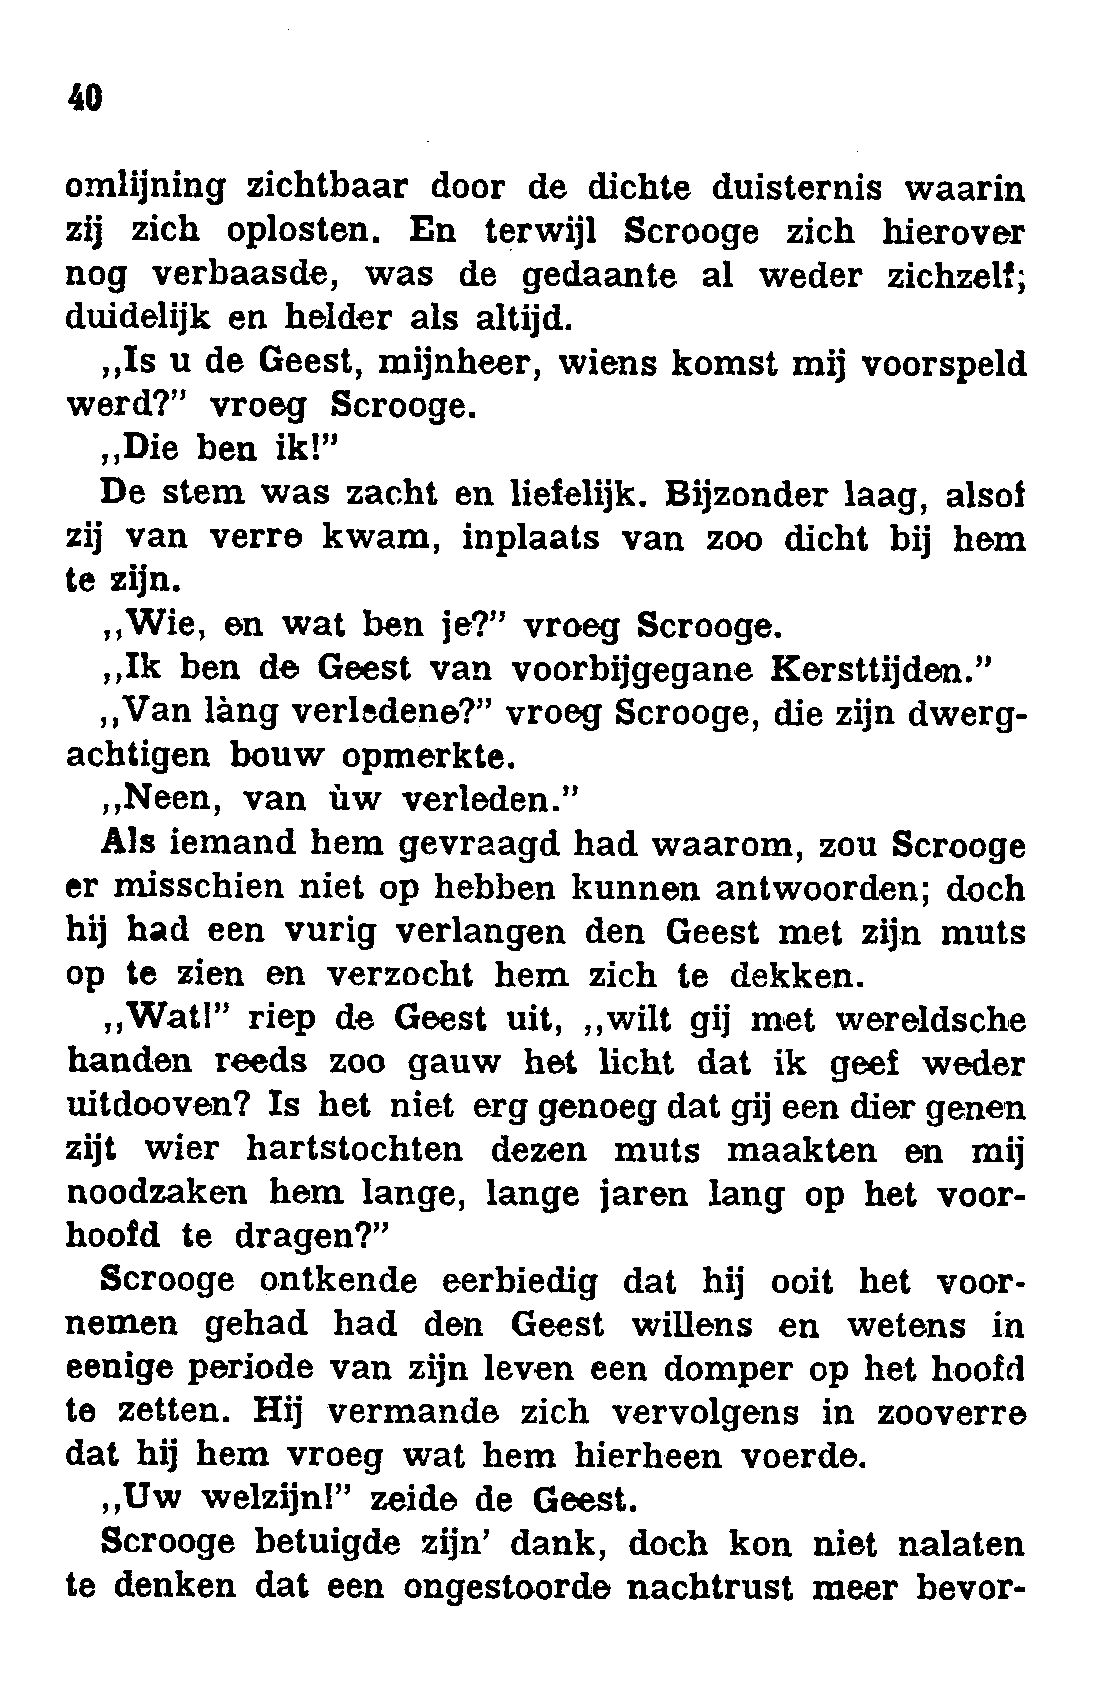 40
omlijning zichtbaar door de dichte duisternis waarin
zij zich oplosten. En terwijl Scrooge zich hierover
nog verbaasde, was de gedaante al weder zichzelf;
duidelijk en helder als altijd.
,,Is u de Geest, mijnheer, wiens komst mij voorspeld
werd?” vroeg Scrooge.
,,Die ben ik!”
De stem was zacht en liefelijk. Bijzonder laag, alsof
zij van verre kwam, inplaats van zoo dicht bij hem
te zijn.
,,Wie, en wat ben je?” vroeg Scrooge.
,,Ik ben de Geest van voorbijgegane Kersttijden.”
,,Van làng verledene?” vroeg Scrooge, die zijn dwerg-
achtigen bouw opmerkte.
,,Neen, van ùw verleden.”
Als iemand hem gevraagd had waarom, zou Scrooge
er misschien niet op hebben kunnen antwoorden; doch
hij had een vurig verlangen den Geest met zijn muts
op te zien en verzocht hem zich te dekken.
,,Wat!” riep de Geest uit, ,,wilt gij met wereldsche
handen reeds zoo gauw het licht dat ik geef weder
uitdooven? Is het niet erg genoeg dat gij een dier genen
zijt wier hartstochten dezen muts maakten en mij
noodzaken hem lange, lange jaren lang op het voor-
hoofd te dragen?”
Scrooge ontkende eerbiedig dat hij ooit het voor-
nemen gehad had den Geest willens en wetens in
eenige periode van zijn leven een domper op het hoofd
te zetten. Hij vermande zich vervolgens in zooverre
dat hij hem vroeg wat hem hierheen voerde.
,,Uw welzijn!” zeide de Geest.
Scrooge betuigde zijn’ dank, doch kon niet nalaten
te denken dat een ongestoorde nachtrust meer bevor-